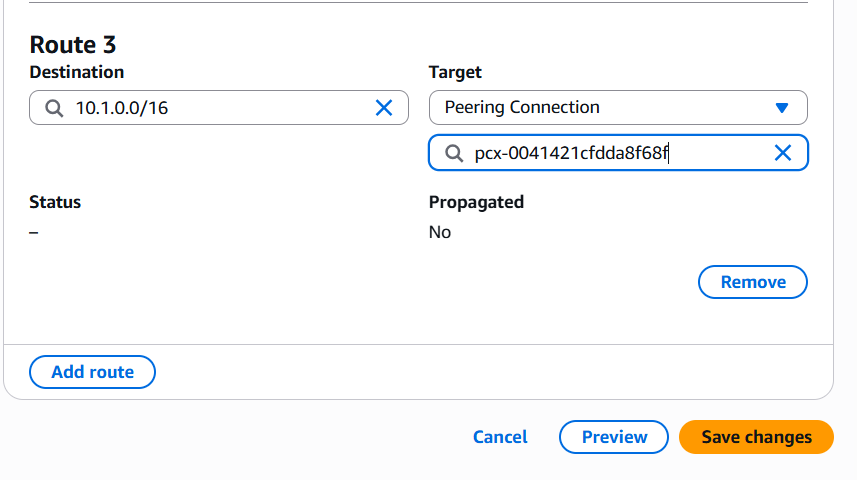 Route 3
Destination
Target
10.1.0.0/16
Peering Connection
pcx-0041421cfdda8f68f
Status
Propagated
–
No
Remove
Add route
Cancel
Preview
Save changes